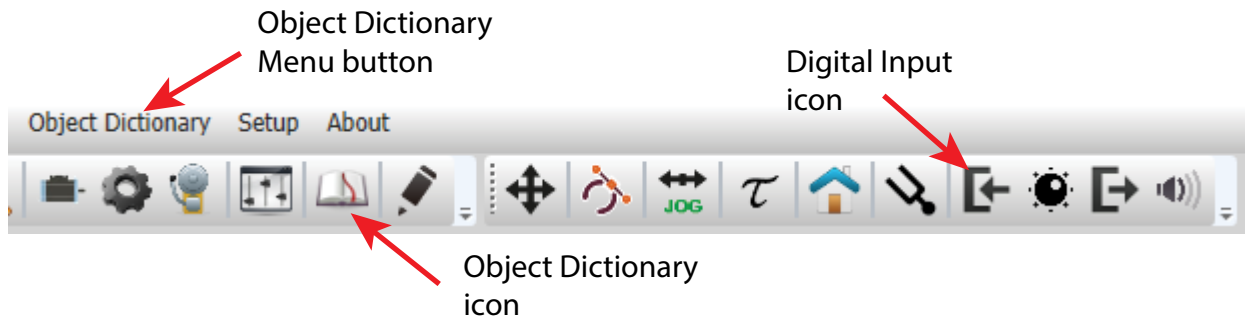 Object Dictionary
Menu button
Digital Input
icon
Object Dictionary Setup About
JOG
τ
Object Dictionary
icon